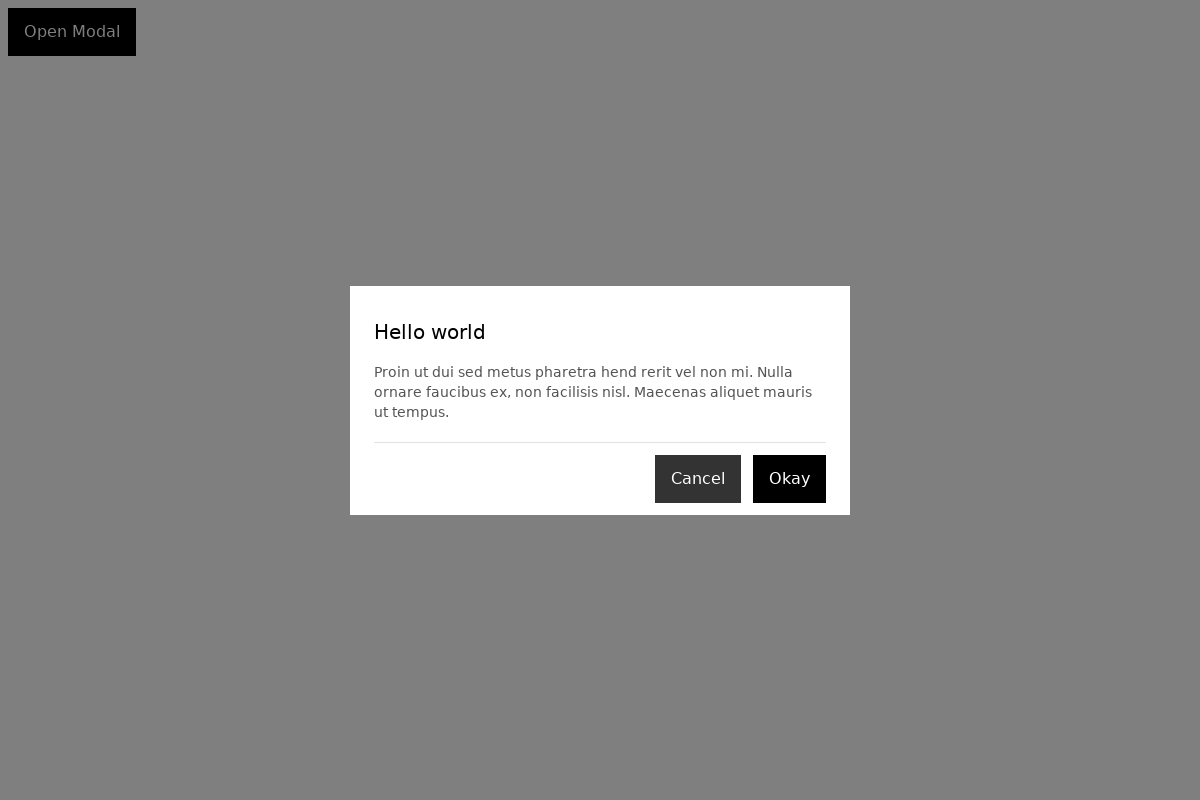 Open Modal
Hello world
Proin ut dui sed metus pharetra hend rerit vel non mi. Nulla
ornare faucibus ex, non facilisis nisl. Maecenas aliquet mauris
ut tempus.
Cancel
Okay